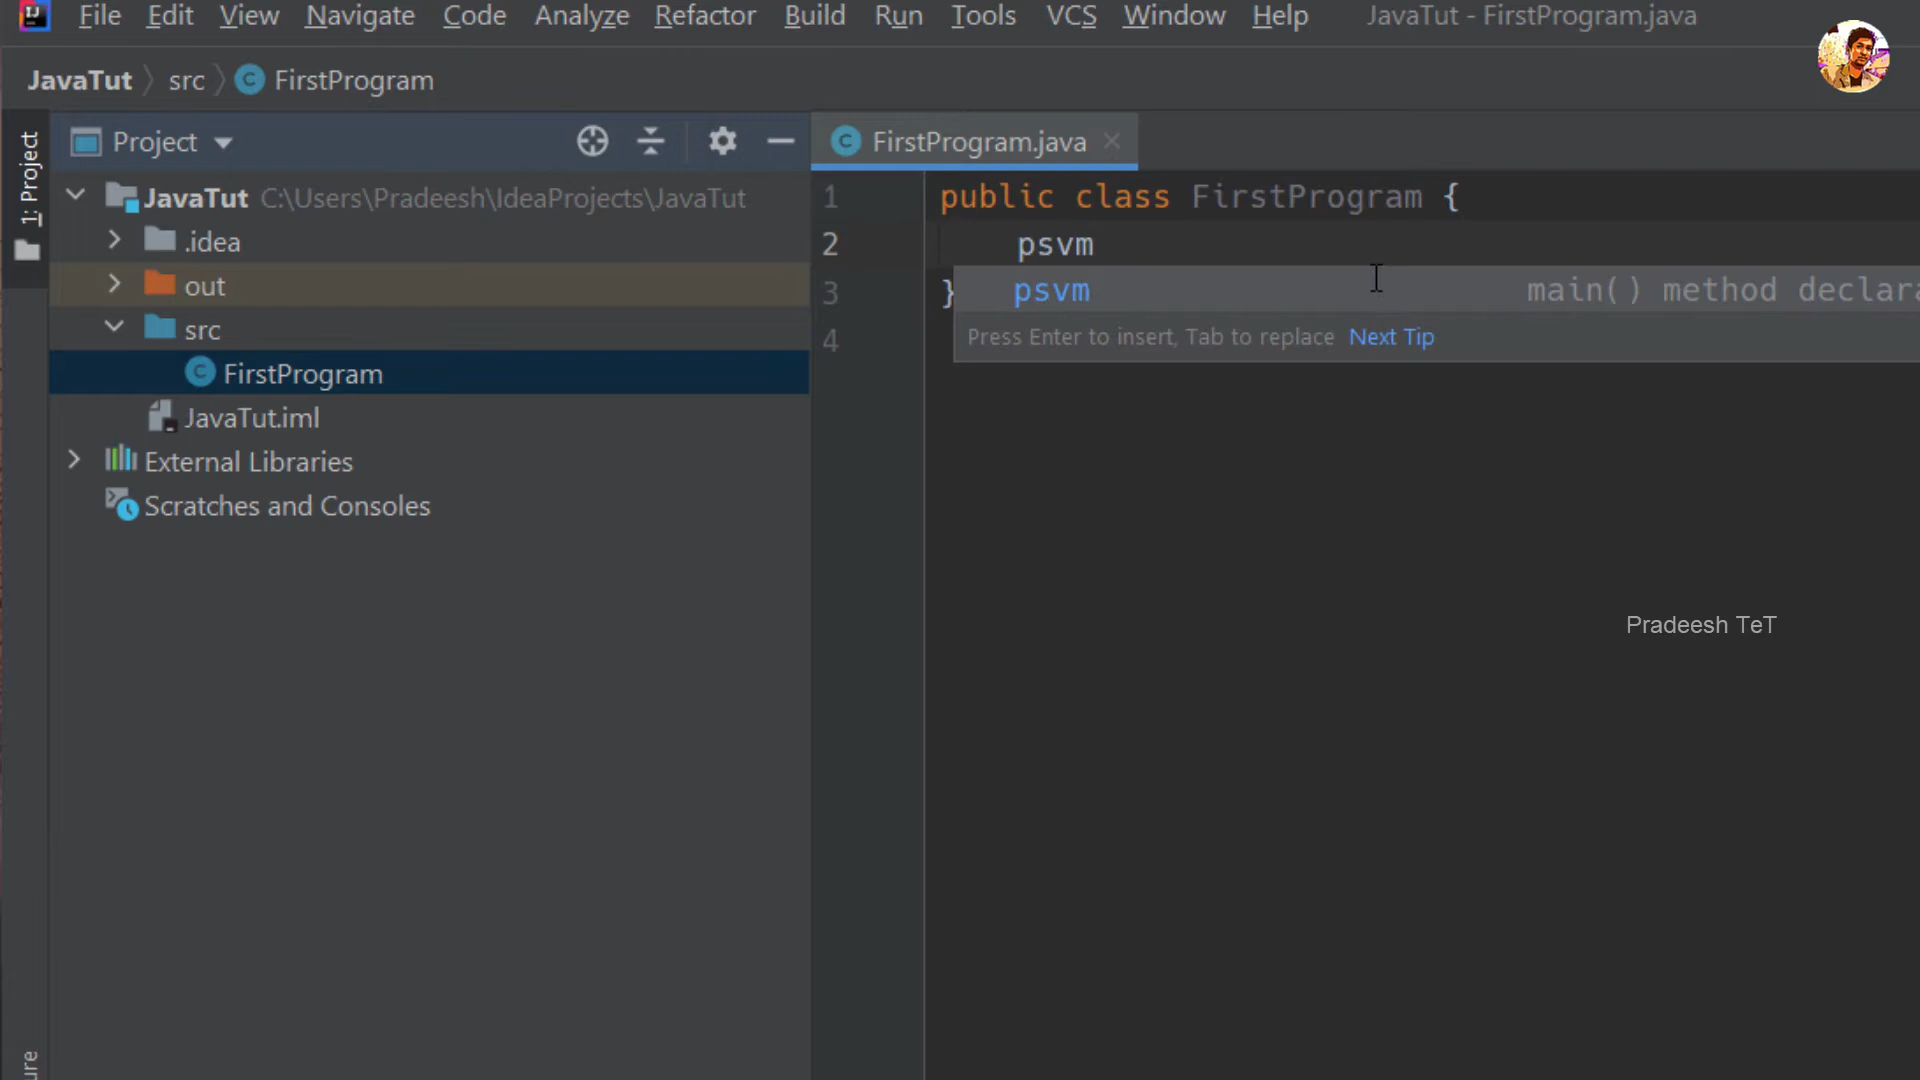 File Edit View Navigate Code Analyze Refactor Build Run Tools VCS Window Help JavaTut - FirstProgram.java
JavaTut src FirstProgram
1: Project
Project
JavaTut C:\Users\Pradeesh\IdeaProjects\JavaTut
.idea
out
src
FirstProgram
JavaTut.iml
External Libraries
Scratches and Consoles
FirstProgram.java
1 public class FirstProgram {
2 psvm
3 }
psvm main() method
Press Enter to insert, Tab to replace Next Tip
4
Pradeesh TeT